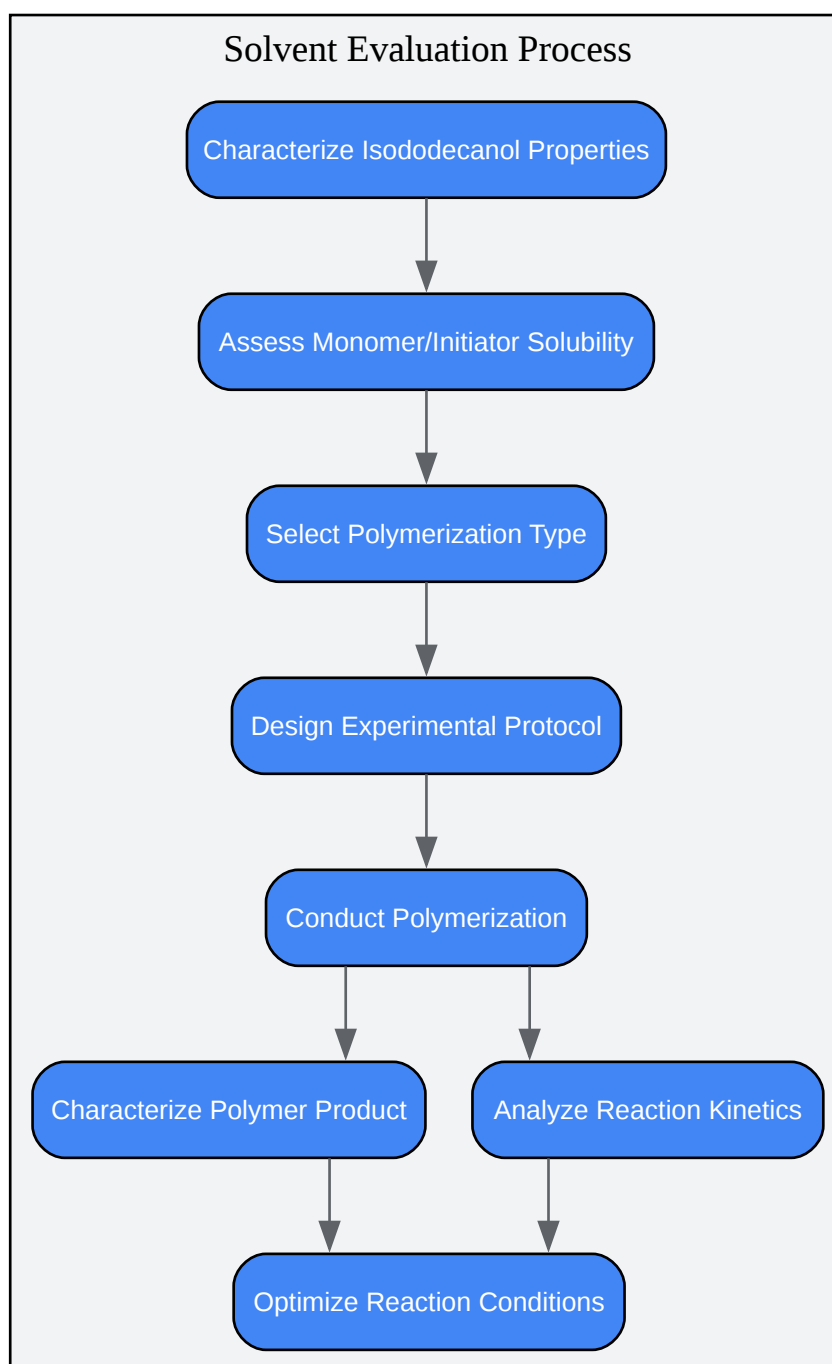 Solvent Evaluation Process
Characterize Isododecanol Properties
Assess Monomer/Initiator Solubility
Select Polymerization Type
Design Experimental Protocol
Conduct Polymerization
Characterize Polymer Product
Analyze Reaction Kinetics
Optimize Reaction Conditions